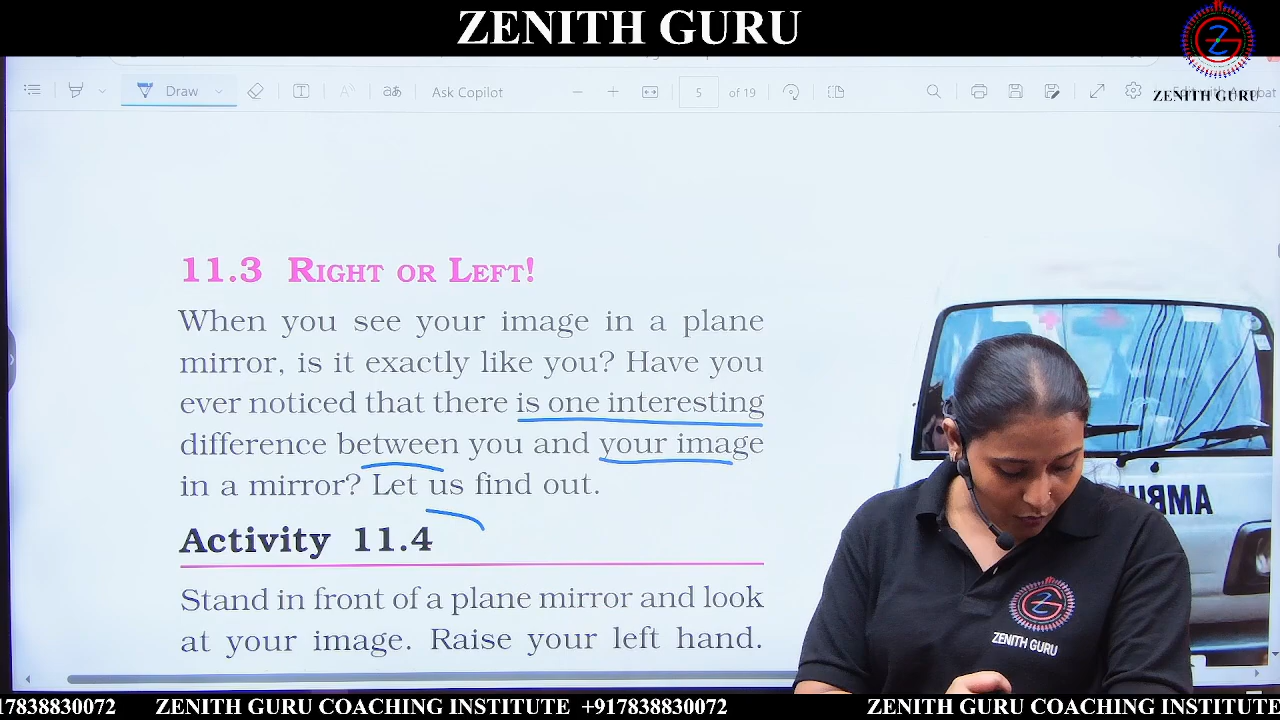 ZENITH GURU
Draw
Ask Copilot
5
of 19
ZENITH GURU
11.3 RIGHT OR LEFT!
When you see your image in a plane
mirror, is it exactly like you? Have you
ever noticed that there is one interesting
difference between you and your image
in a mirror? Let us find out.
Activity 11.4
Stand in front of a plane mirror and look
at your image. Raise your left hand.
ZENITH GURU
17838830072 ZENITH GURU COACHING INSTITUTE +917838830072 ZENITH GURU COACHING INSTITUTE